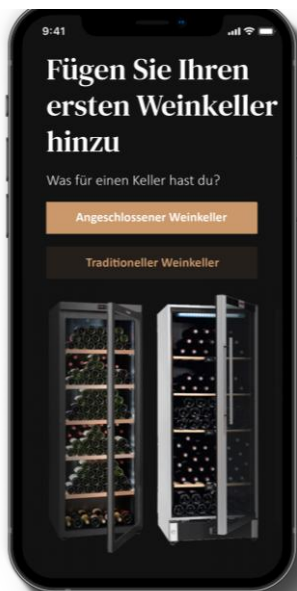 9:41
Fügen Sie Ihren
ersten Weinkeller
hinzu
Was für einen Keller hast du?
Angeschlossener Weinkeller
Traditioneller Weinkeller